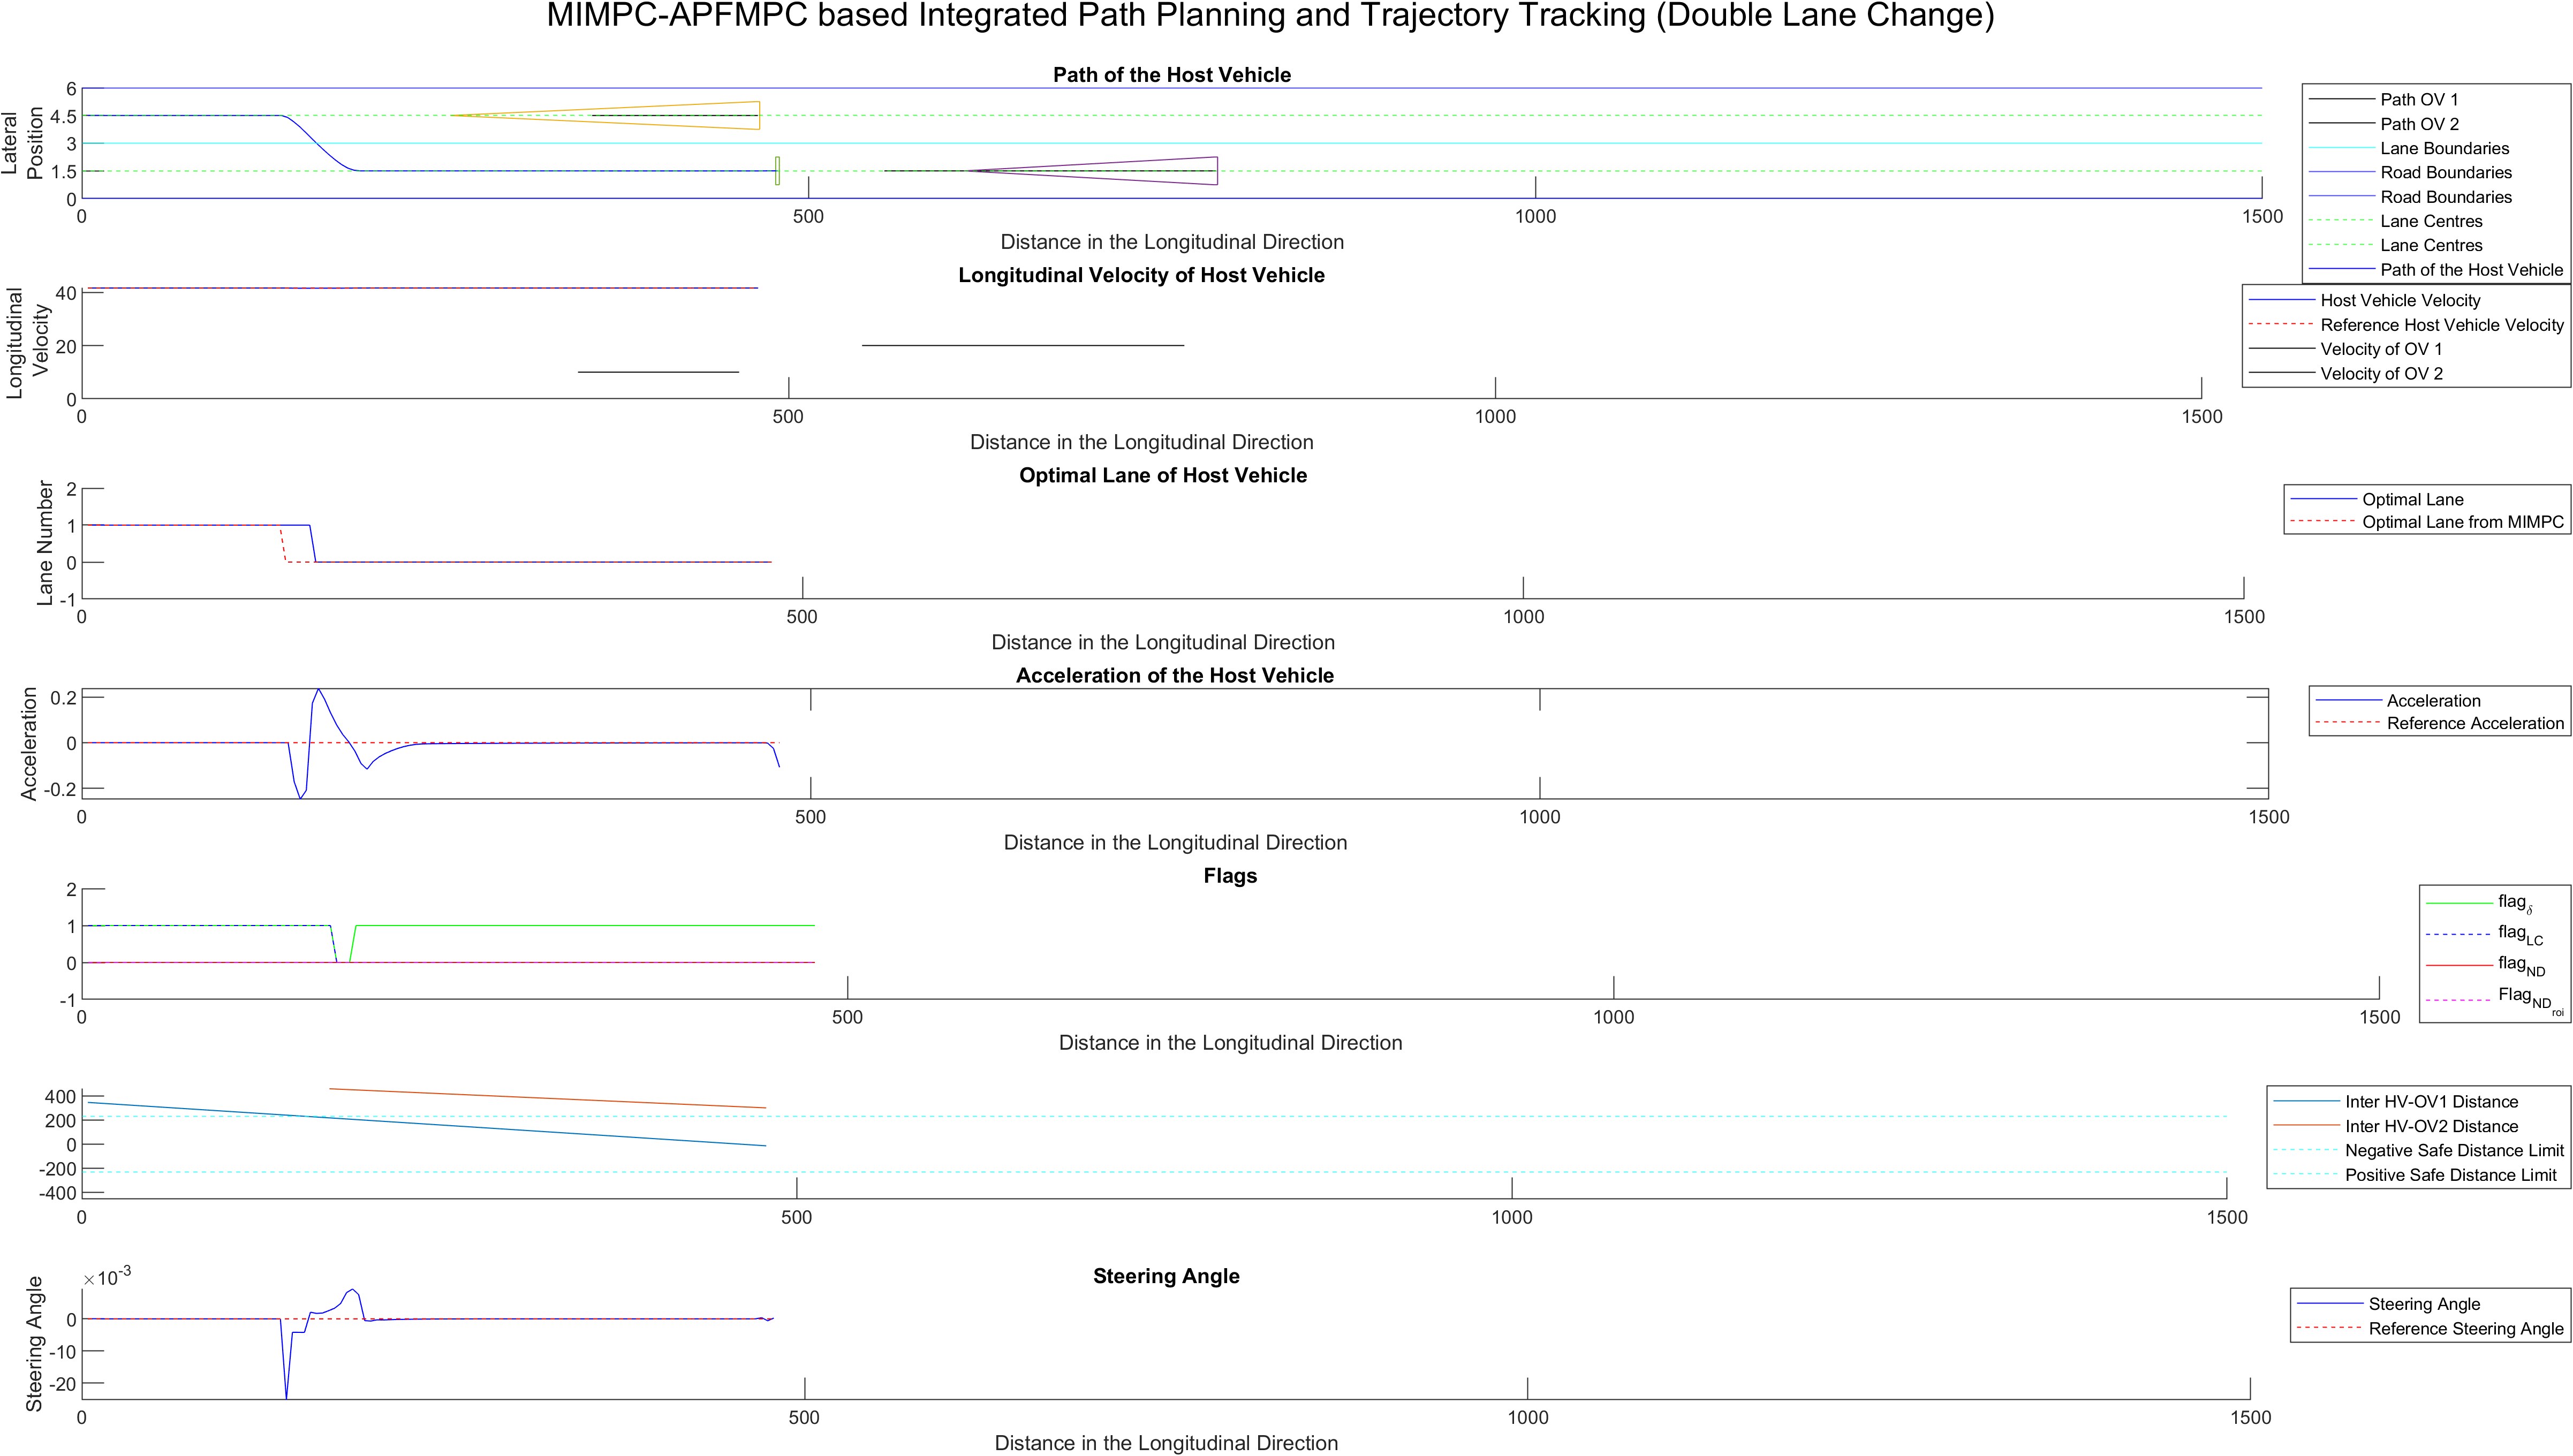 MIMPC-APFMPC based Integrated Path Planning and Trajectory Tracking (Double Lane Change)
Path of the Host Vehicle
Lateral
Position
6
4.5
3
1.5
0
0 500 1000 1500
Distance in the Longitudinal Direction
Path OV 1
Path OV 2
Lane Boundaries
Road Boundaries
Road Boundaries
Lane Centres
Lane Centres
Path of the Host Vehicle
Longitudinal Velocity of Host Vehicle
Longitudinal
Velocity
40
20
0
0 500 1000 1500
Distance in the Longitudinal Direction
Host Vehicle Velocity
Reference Host Vehicle Velocity
Velocity of OV 1
Velocity of OV 2
Optimal Lane of Host Vehicle
Lane Number
2
1
0
-1
0 500 1000 1500
Distance in the Longitudinal Direction
Optimal Lane
Optimal Lane from MIMPC
Acceleration of the Host Vehicle
Acceleration
0.2
0
-0.2
0 500 1000 1500
Distance in the Longitudinal Direction
Acceleration
Reference Acceleration
Flags
2
1
0
-1
0 500 1000 1500
Distance in the Longitudinal Direction
flagδ
flagLC
flagND
FlagNDroi
400
200
0
-200
-400
0 500 1000 1500
Inter HV-OV1 Distance
Inter HV-OV2 Distance
Negative Safe Distance Limit
Positive Safe Distance Limit
Steering Angle
×10-3
Steering Angle
0
-10
-20
0 500 1000 1500
Distance in the Longitudinal Direction
Steering Angle
Reference Steering Angle